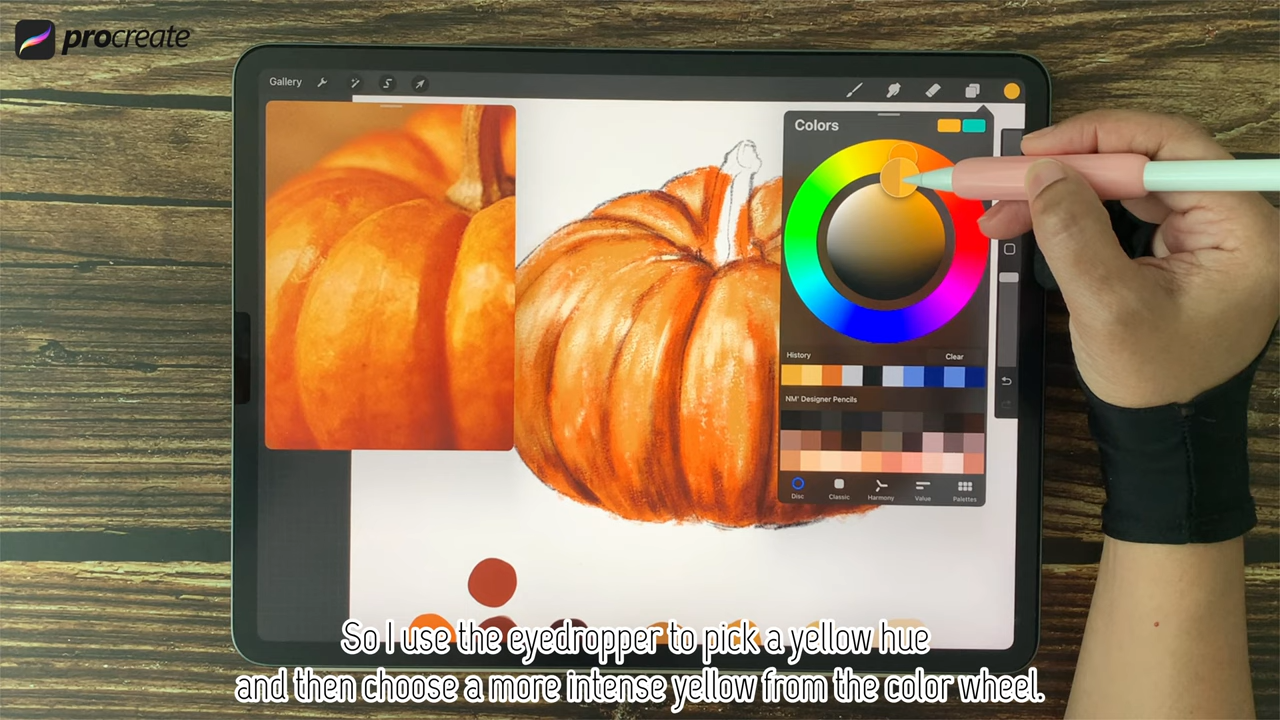 procreate
Gallery
Colors
History
Clear
NM' Designer Pencils
Disc
Classic
Harmony
Value
Palettes
So I use the eyedropper to pick a yellow hue
and then choose a more intense yellow from the color wheel.